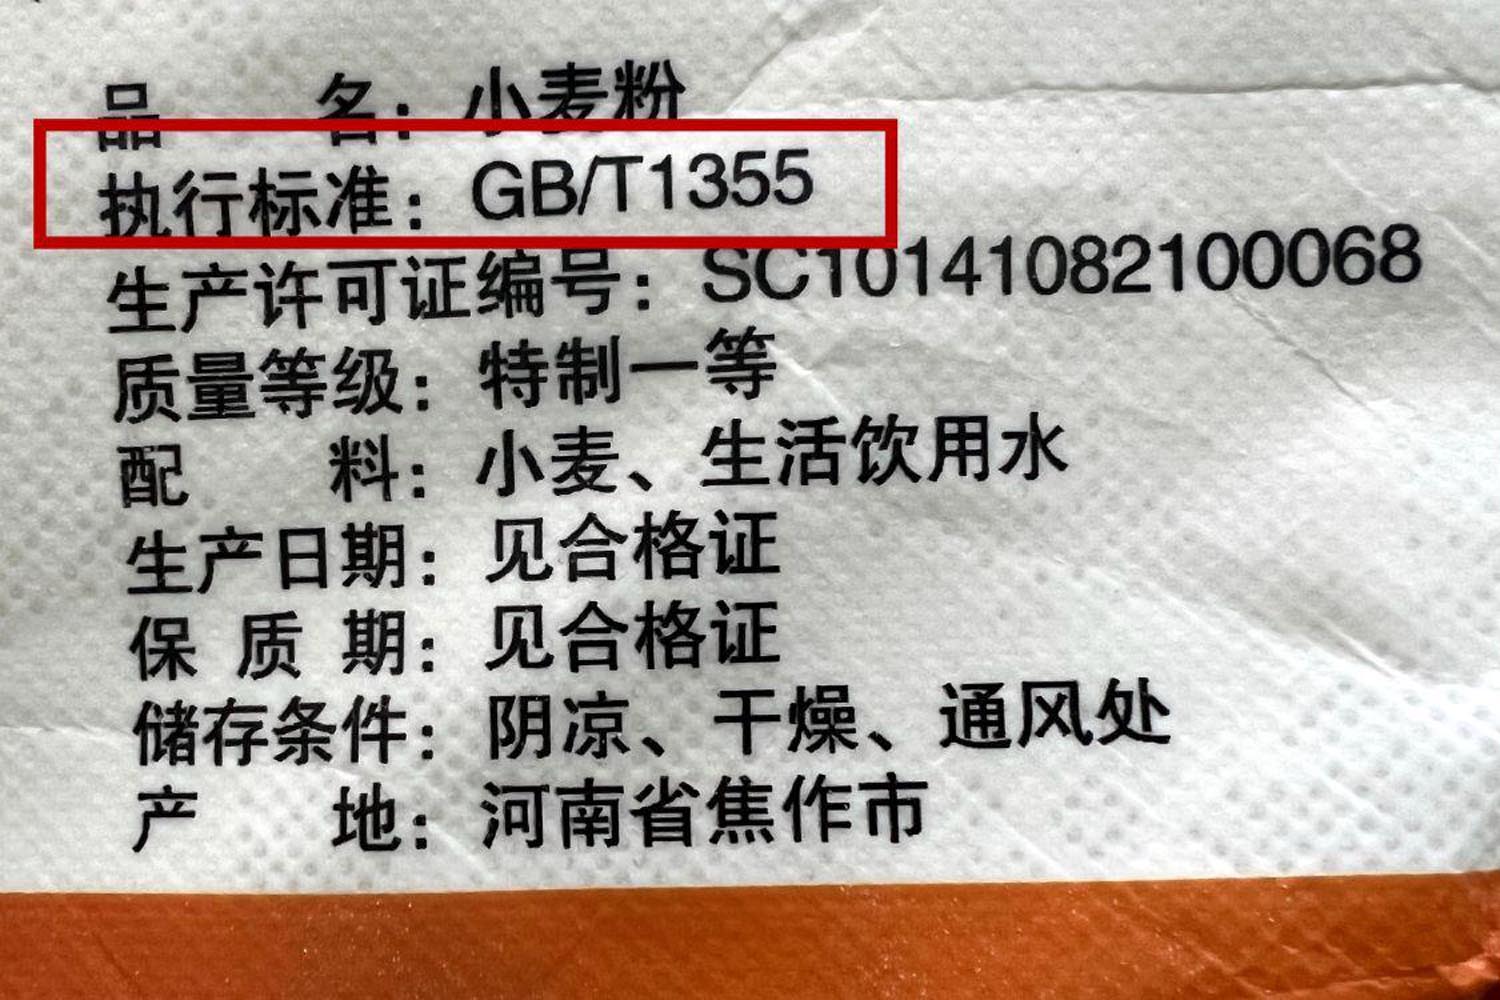 品 名：小麦粉
执行标准：GB/T1355
生产许可证编号：SC10141082100068
质量等级：特制一等
配 料：小麦、生活饮用水
生产日期：见合格证
保 质 期：见合格证
储存条件：阴凉、干燥、通风处
产 地：河南省焦作市